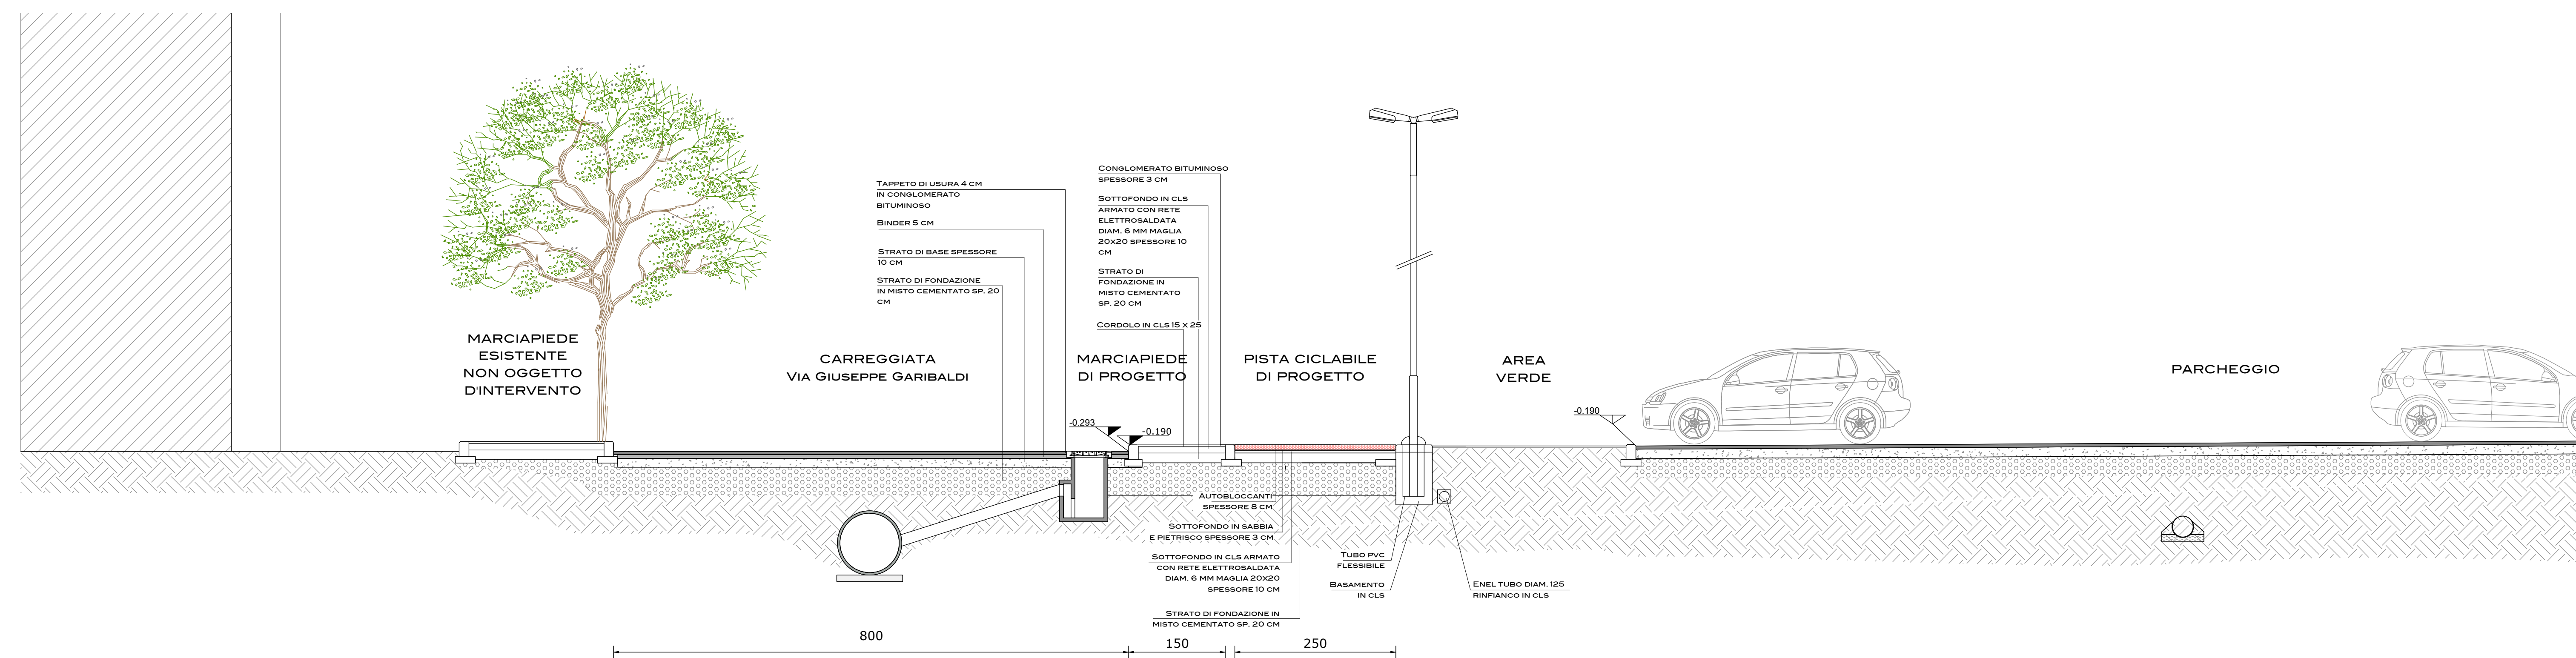 MARCIAPIEDE
ESISTENTE
NON OGGETTO
D'INTERVENTO
CARREGGIATA
VIA GIUSEPPE GARIBALDI
TAPPETO DI USURA 4 CM
IN CONGLOMERATO
BITUMINOSO
BINDER 5 CM
STRATO DI BASE SPESSORE
10 CM
STRATO DI FONDAZIONE
IN MISTO CEMENTATO SP. 20
CM
CONGLOMERATO BITUMINOSO
SPESSORE 3 CM
SOTTOFONDO IN CLS
ARMATO CON RETE
ELETTROSALDATA
DIAM. 6 MM MAGLIA
20X20 SPESSORE 10
CM
STRATO DI
FONDAZIONE IN
MISTO CEMENTATO
SP. 20 CM
CORDOLO IN CLS 15 X 25
MARCIAPIEDE
DI PROGETTO
PISTA CICLABILE
DI PROGETTO
AREA
VERDE
PARCHEGGIO
-0.293
-0.190
-0.190
AUTOBLOCCANTI
SPESSORE 8 CM
SOTTOFONDO IN SABBIA
E PIETRISCO SPESSORE 3 CM
SOTTOFONDO IN CLS ARMATO
CON RETE ELETTROSALDATA
DIAM. 6 MM MAGLIA 20X20
SPESSORE 10 CM
STRATO DI FONDAZIONE IN
MISTO CEMENTATO SP. 20 CM
TUBO PVC
FLESSIBILE
BASAMENTO
IN CLS
ENEL TUBO DIAM. 125
RINFIANCO IN CLS
800
150
250